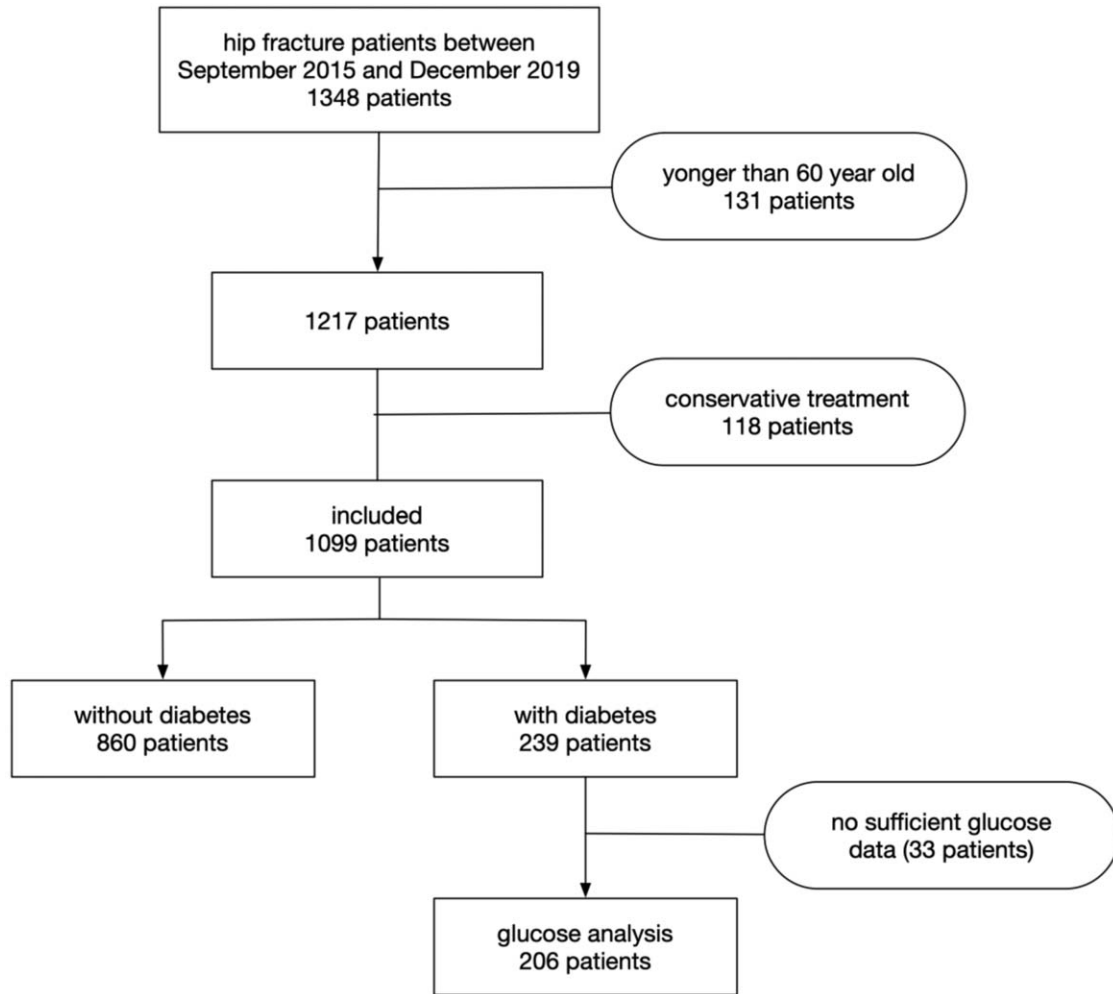 hip fracture patients between
September 2015 and December 2019
1348 patients
yonger than 60 year old
131 patients
1217 patients
conservative treatment
118 patients
included
1099 patients
without diabetes
860 patients
with diabetes
239 patients
no sufficient glucose
data (33 patients)
glucose analysis
206 patients